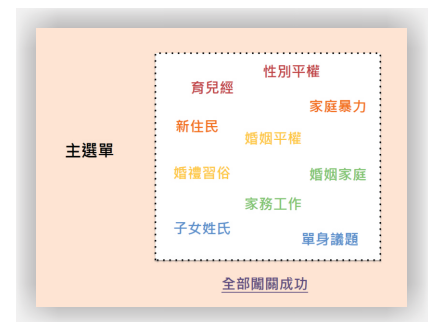 主選單
性別平權
育兒經
家庭暴力
新住民
婚姻平權
婚禮習俗
婚姻家庭
家務工作
子女姓氏
單身議題
全部闖關成功